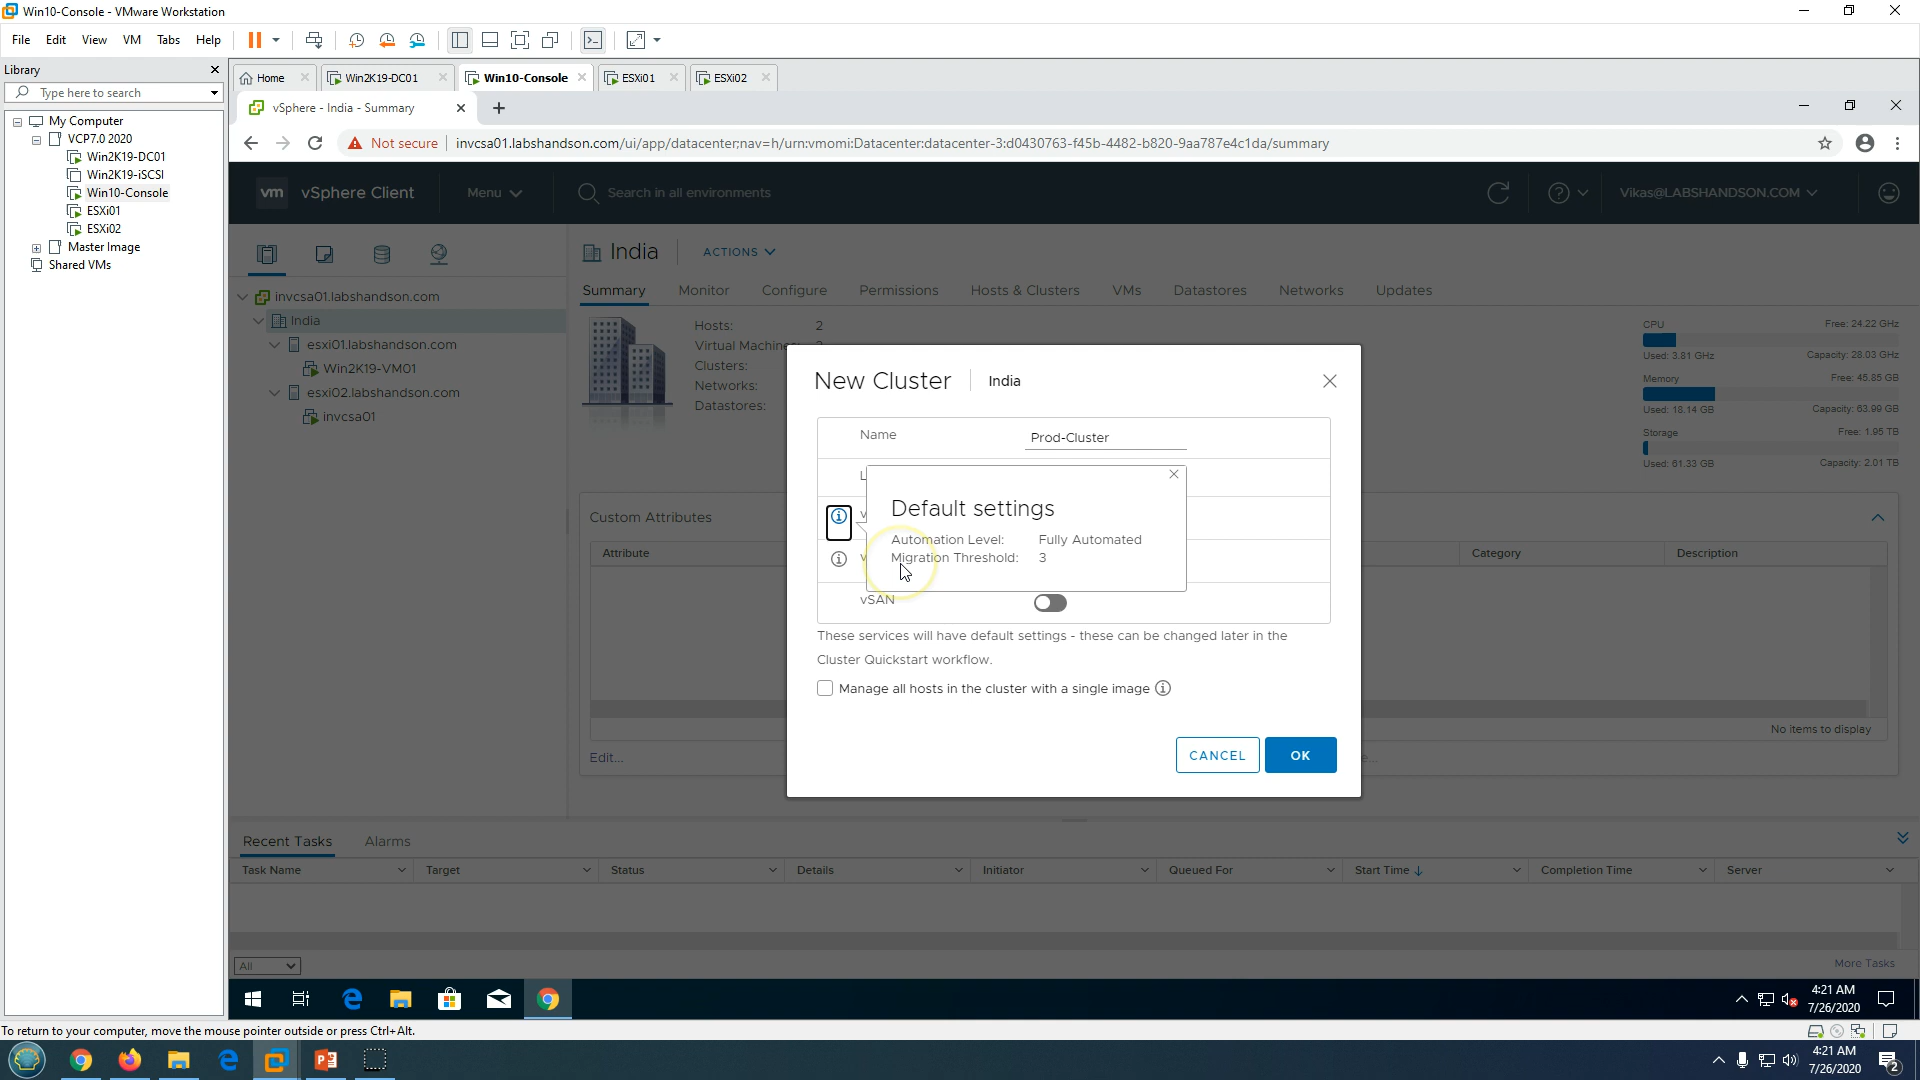 Win10-Console - VMware Workstation
File Edit View VM Tabs Help
Library
Type here to search
My Computer
VCP7.0 2020
Win2K19-DC01
Win2K19-iSCSI
Win10-Console
ESXi01
ESXi02
Master Image
Shared VMs
Home Win2K19-DC01 Win10-Console ESXi01 ESXi02
vSphere - India - Summary
Not secure invcsa01.labshandson.com/ui/app/datacenter;nav=h/urn:vmomi:Datacenter:datacenter-3:d0430763-f45b-4482-b820-9aa787e4c1da/summary
vm vSphere Client Menu Search in all environments Vikas@LABSHANDSON.COM
invcsa01.labshandson.com
India
esxi01.labshandson.com
Win2K19-VM01
esxi02.labshandson.com
invcsa01
India ACTIONS
Summary Monitor Configure Permissions Hosts & Clusters VMs Datastores Networks Updates
Hosts: 2
Virtual Machine
Clusters:
Networks:
Datastores:
CPU Free: 24.22 GHz
Used: 3.81 GHz Capacity: 28.03 GHz
Memory Free: 45.85 GB
Used: 18.14 GB Capacity: 63.99 GB
Storage Free: 1.95 TB
Used: 61.33 GB Capacity: 2.01 TB
Custom Attributes
Attribute
Edit...
Category Description
No items to display
New Cluster India
Name Prod-Cluster
Default settings
Automation Level: Fully Automated
Migration Threshold: 3
vSAN
These services will have default settings - these can be changed later in the
Cluster Quickstart workflow.
Manage all hosts in the cluster with a single image
CANCEL OK
Recent Tasks Alarms
Task Name Target Status Details Initiator Queued For Start Time Completion Time Server
All
More Tasks
4:21 AM
7/26/2020
To return to your computer, move the mouse pointer outside or press Ctrl+Alt.
4:21 AM
7/26/2020
2